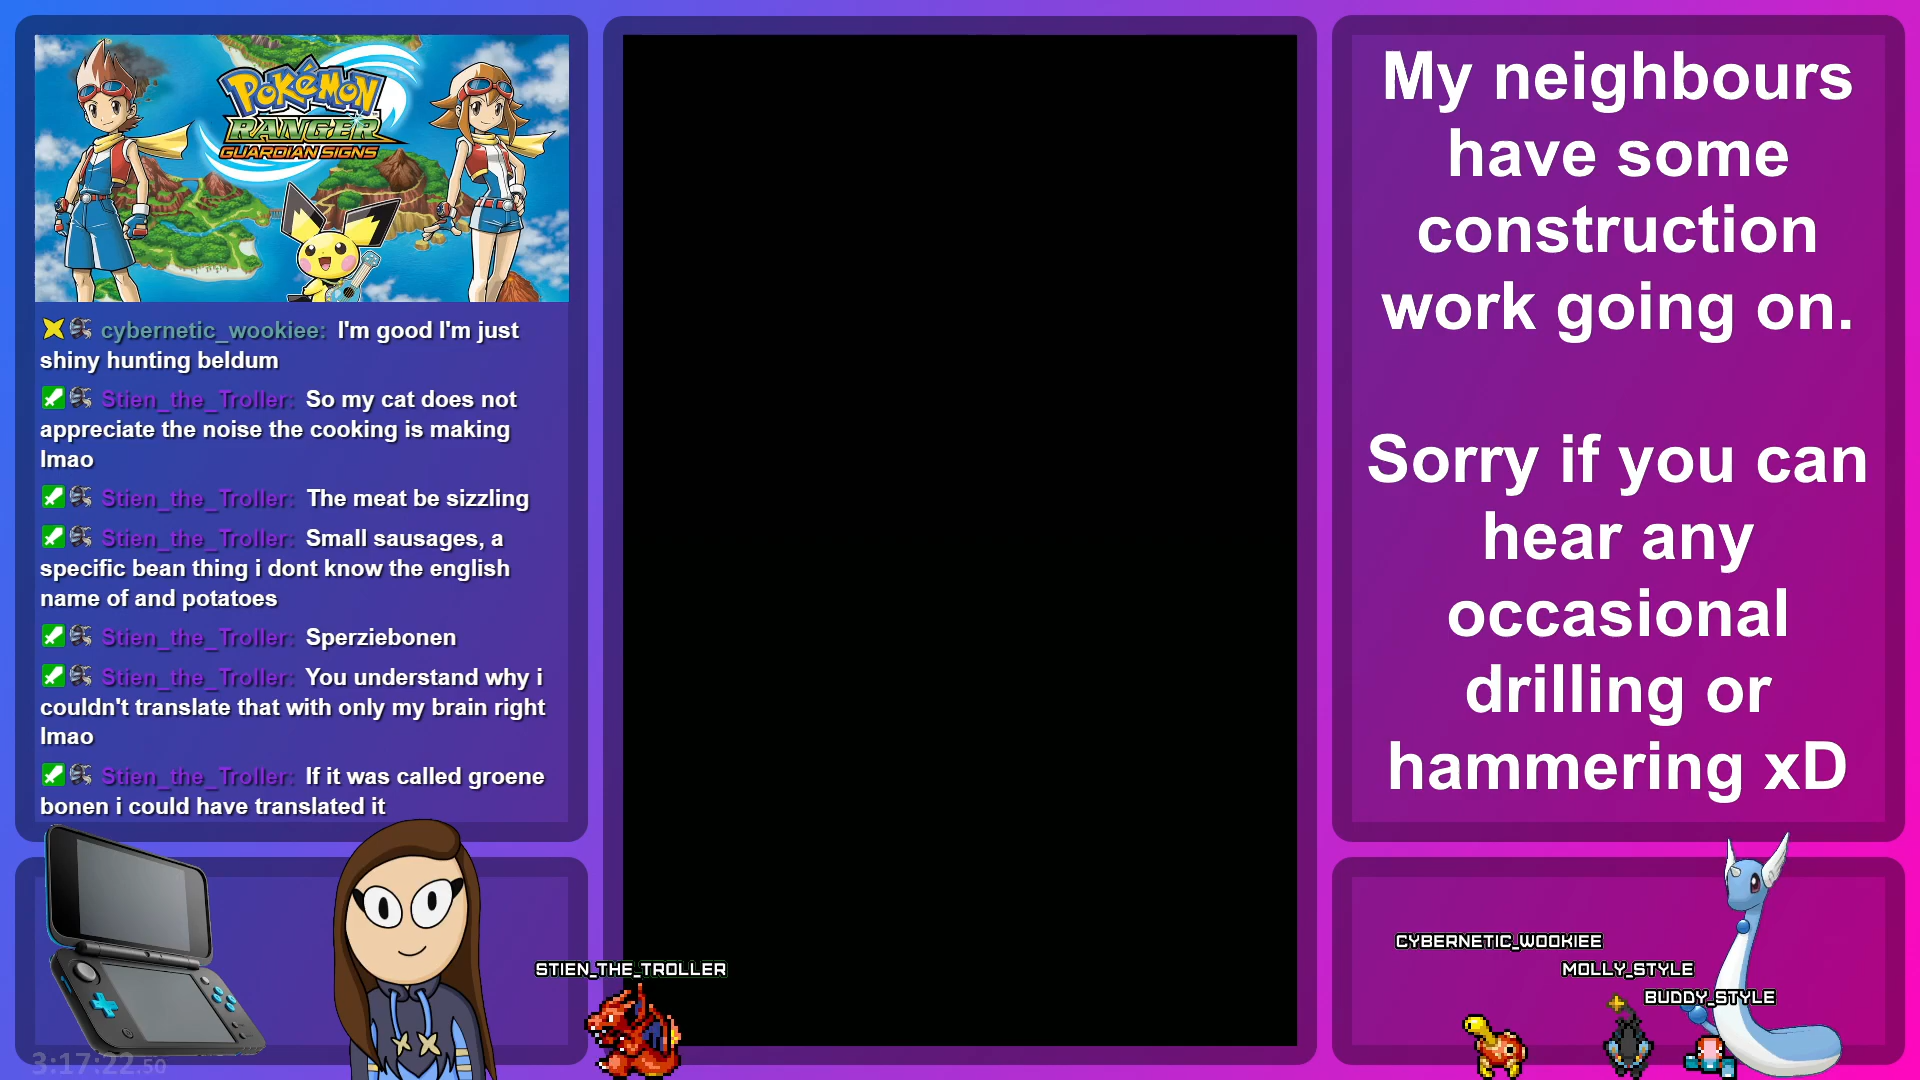 POKéMON
RANGER
GUARDIAN SIGNS
cybernetic_wookiee: I'm good I'm just
shiny hunting beldum
Stien_the_Troller: So my cat does not
appreciate the noise the cooking is making
lmao
Stien_the_Troller: The meat be sizzling
Stien_the_Troller: Small sausages, a
specific bean thing i dont know the english
name of and potatoes
Stien_the_Troller: Sperziebonen
Stien_the_Troller: You understand why i
couldn't translate that with only my brain right
lmao
Stien_the_Troller: If it was called groene
bonen i could have translated it
My neighbours
have some
construction
work going on.
Sorry if you can
hear any
occasional
drilling or
hammering xD
STIEN_THE_TROLLER
CYBERNETIC_WOOKIEE
MOLLY_STYLE
BUDDY_STYLE
3:17:22.50